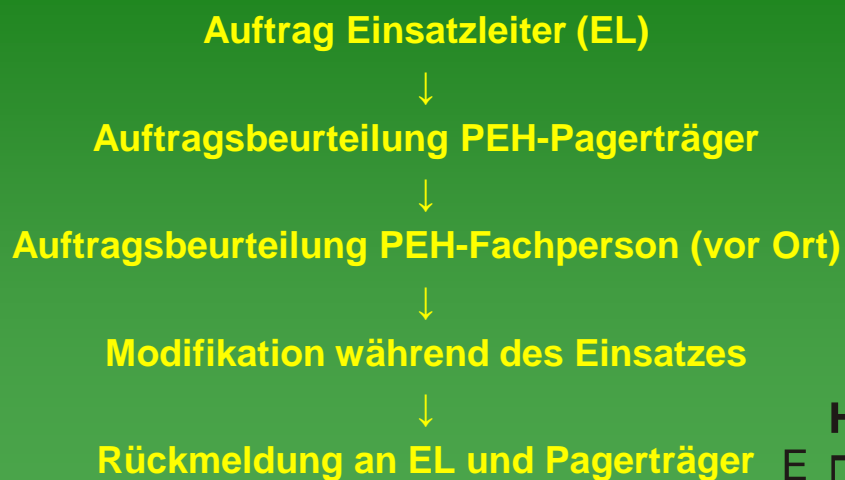 Auftrag Einsatzleiter (EL)
↓
Auftragsbeurteilung PEH-Pagerträger
↓
Auftragsbeurteilung PEH-Fachperson (vor Ort)
↓
Modifikation während des Einsatzes
↓
Rückmeldung an EL und Pagerträger
E